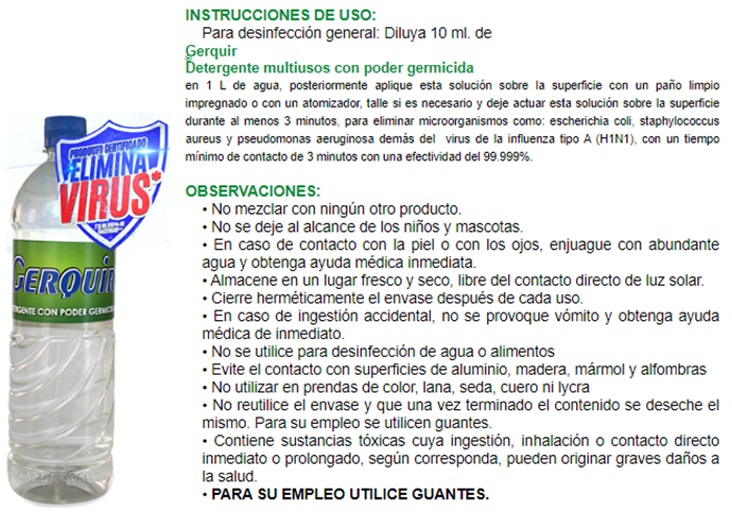 INSTRUCCIONES DE USO:
Para desinfección general: Diluya 10 ml. de
Gerquir
®
Detergente multiusos con poder germicida
en 1 L de agua, posteriormente aplique esta solución sobre la superficie con un paño limpio
impregnado o con un atomizador, talle si es necesario y deje actuar esta solución sobre la superficie
durante al menos 3 minutos, para eliminar microorganismos como: escherichia coli, staphylococcus
aureus y pseudomonas aeruginosa demás del virus de la influenza tipo A (H1N1), con un tiempo
mínimo de contacto de 3 minutos con una efectividad del 99.999%.
OBSERVACIONES:
• No mezclar con ningún otro producto.
• No se deje al alcance de los niños y mascotas.
• En caso de contacto con la piel o con los ojos, enjuague con abundante
agua y obtenga ayuda médica inmediata.
• Almacene en un lugar fresco y seco, libre del contacto directo de luz solar.
• Cierre herméticamente el envase después de cada uso.
• En caso de ingestión accidental, no se provoque vómito y obtenga ayuda
médica de inmediato.
• No se utilice para desinfección de agua o alimentos
• Evite el contacto con superficies de aluminio, madera, mármol y alfombras
• No utilizar en prendas de color, lana, seda, cuero ni lycra
• No reutilice el envase y que una vez terminado el contenido se deseche el
mismo. Para su empleo se utilicen guantes.
• Contiene sustancias tóxicas cuya ingestión, inhalación o contacto directo
inmediato o prolongado, según corresponda, pueden originar graves daños a
la salud.
• PARA SU EMPLEO UTILICE GUANTES.
PRODUCTO CERTIFICADO
ELIMINA
VIRUS*
GERQUIR
DETERGENTE CON PODER GERMICIDA